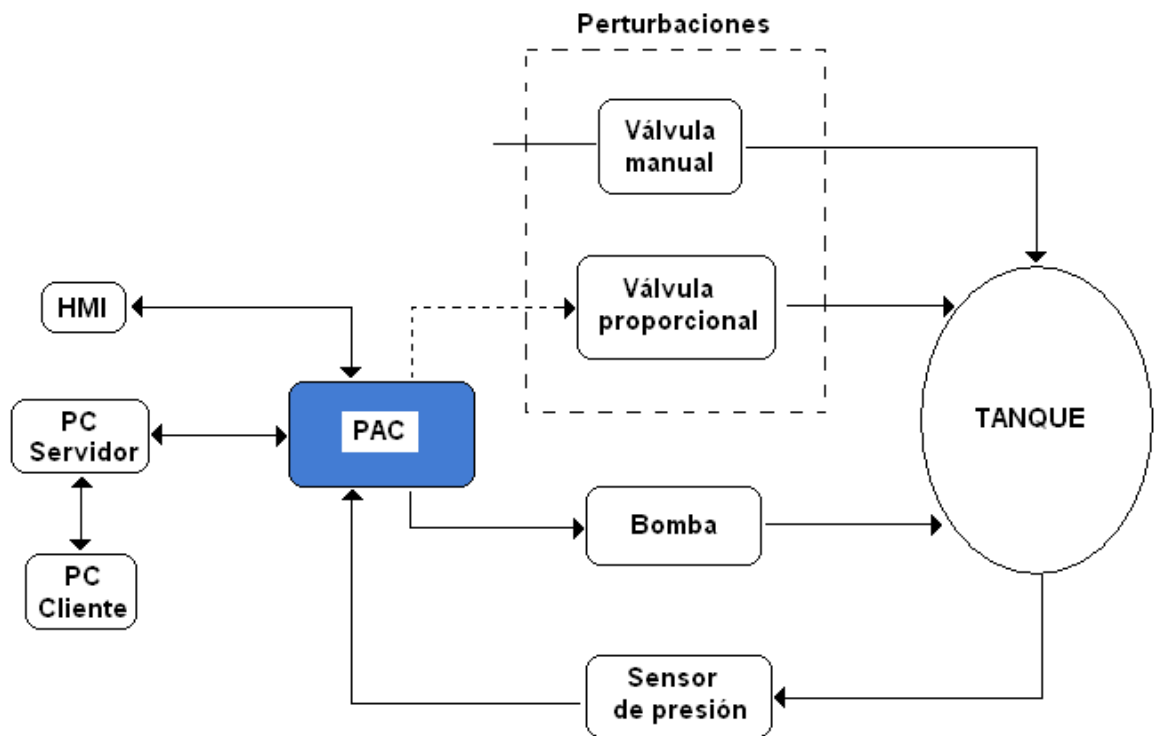 Perturbaciones
Válvula
manual
Válvula
proporcional
HMI
PC
Servidor
PAC
TANQUE
Bomba
PC
Cliente
Sensor
de presión